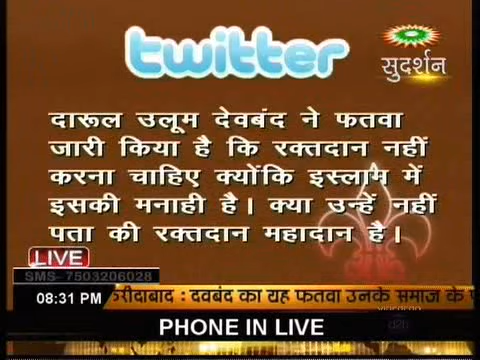 twitter
सुदर्शन
दारूल उलूम देवबंद ने फतवा
जारी किया है कि रक्तदान नहीं
करना चाहिए क्योंकि इस्लाम में
इसकी मनाही है। क्या उन्हें नहीं
पता की रक्तदान महादान है।
LIVE
SMS- 7503206028
08:31 PM
रीदाबाद : दवबंद का यह फतवा उनके समाज के
PHONE IN LIVE